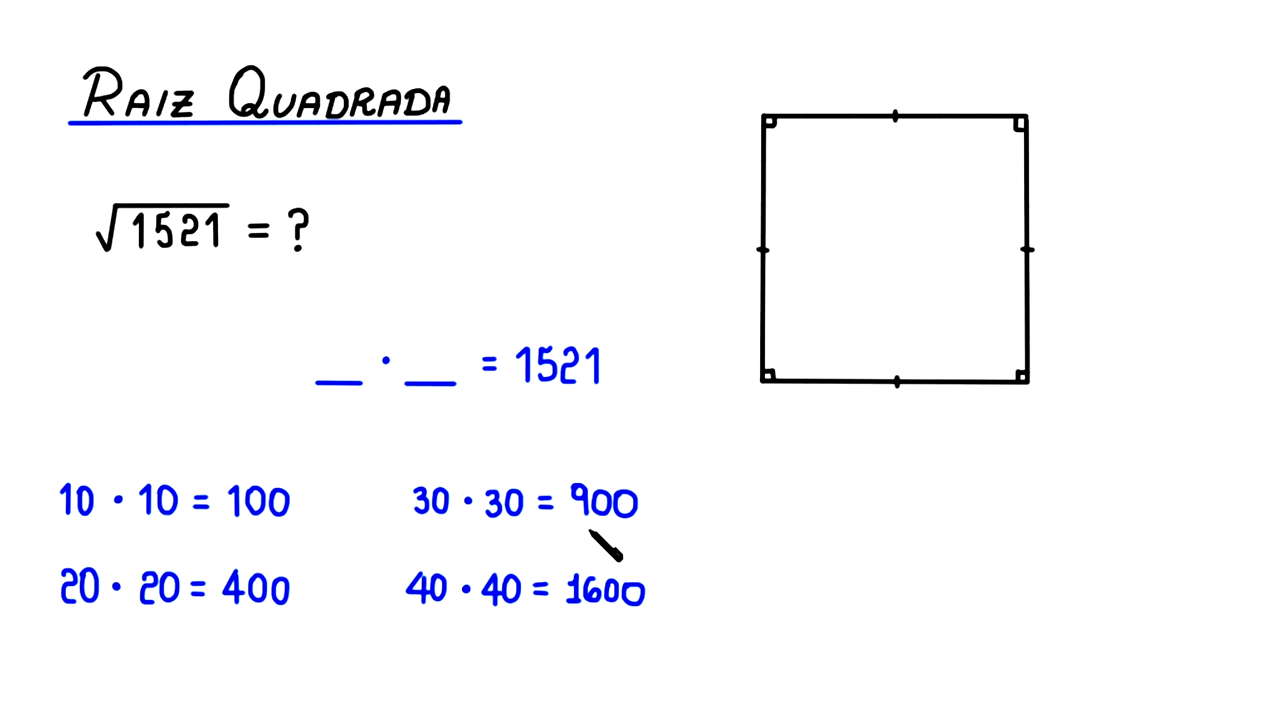 RAIZ QUADRADA
√1521 = ?
__ · __ = 1521
10 · 10 = 100
20 · 20 = 400
30 · 30 = 900
40 · 40 = 1600